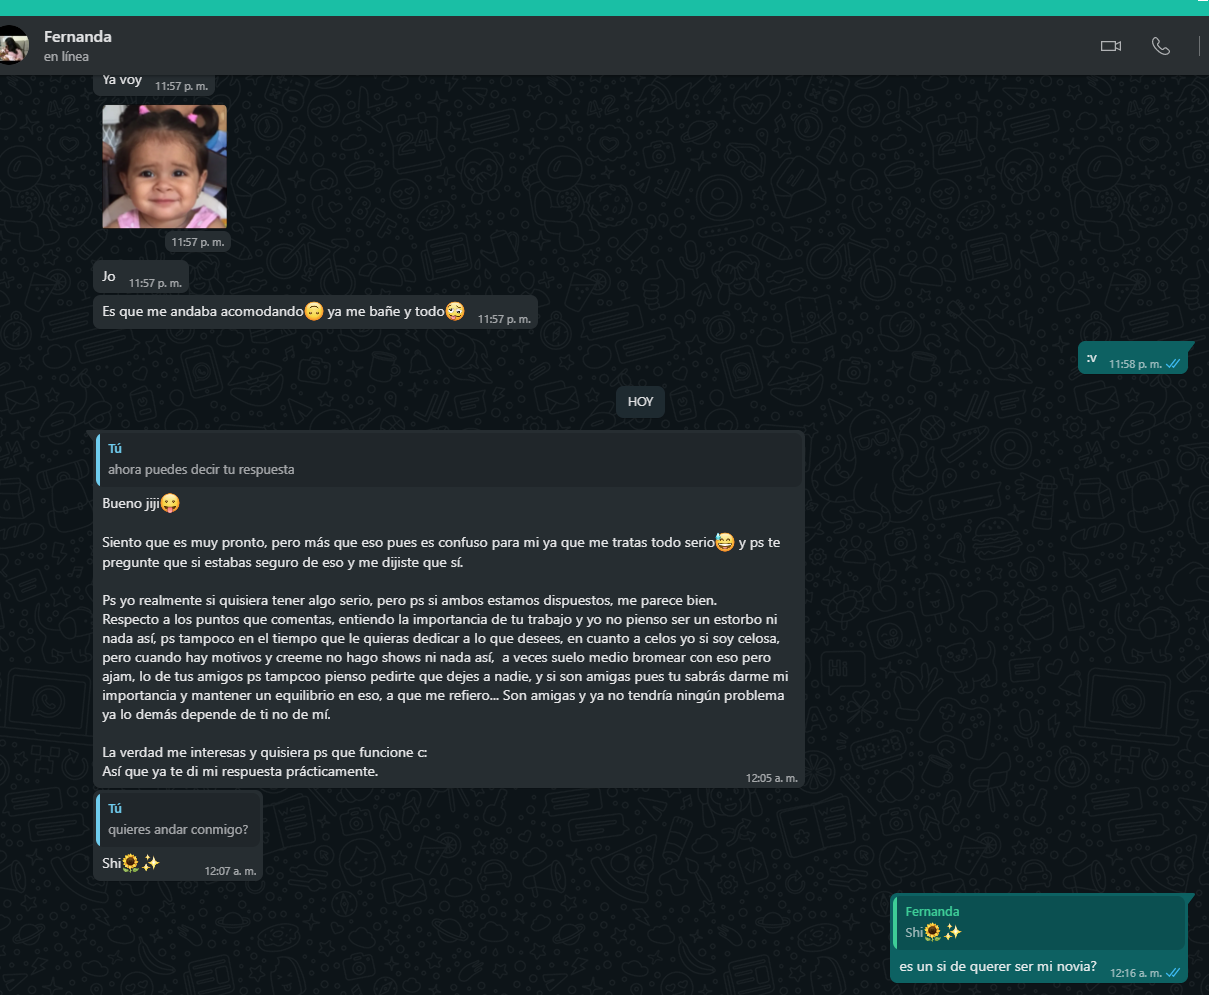 Fernanda
en línea
Ya voy 11:57 p. m.
11:57 p. m.
Jo 11:57 p. m.
Es que me andaba acomodando🙃 ya me bañe y todo🤪 11:57 p. m.
:v 11:58 p. m.
HOY
Tú
ahora puedes decir tu respuesta
Bueno jiji😛
Siento que es muy pronto, pero más que eso pues es confuso para mi ya que me tratas todo serio😅 y ps te
pregunte que si estabas seguro de eso y me dijiste que sí.
Ps yo realmente si quisiera tener algo serio, pero ps si ambos estamos dispuestos, me parece bien.
Respecto a los puntos que comentas, entiendo la importancia de tu trabajo y yo no pienso ser un estorbo ni
nada así, ps tampoco en el tiempo que le quieras dedicar a lo que desees, en cuanto a celos yo si soy celosa,
pero cuando hay motivos y creeme no hago shows ni nada así, a veces suelo medio bromear con eso pero
ajam, lo de tus amigos ps tampcoo pienso pedirte que dejes a nadie, y si son amigas pues tu sabrás darme mi
importancia y mantener un equilibrio en eso, a que me refiero... Son amigas y ya no tendría ningún problema
ya lo demás depende de ti no de mí.
La verdad me interesas y quisiera ps que funcione c:
Así que ya te di mi respuesta prácticamente.
12:05 a. m.
Tú
quieres andar conmigo?
Shi🌻✨ 12:07 a. m.
Fernanda
Shi🌻✨
es un si de querer ser mi novia? 12:16 a. m.